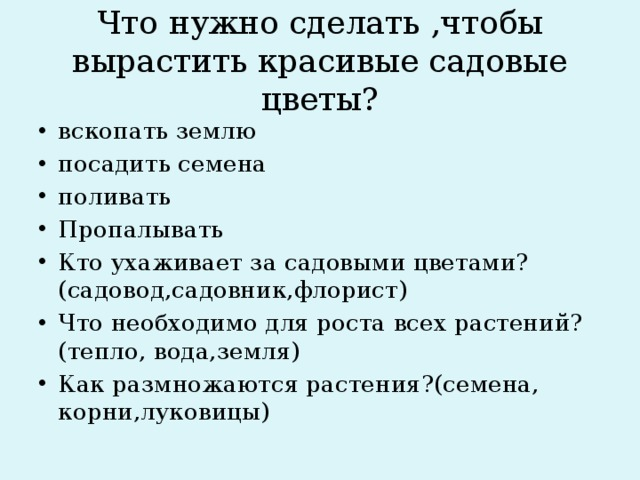 Что нужно сделать ,чтобы
вырастить красивые садовые
цветы?
• вскопать землю
• посадить семена
• поливать
• Пропалывать
• Кто ухаживает за садовыми цветами?
(садовод,садовник,флорист)
• Что необходимо для роста всех растений?
(тепло, вода,земля)
• Как размножаются растения?(семена,
корни,луковицы)